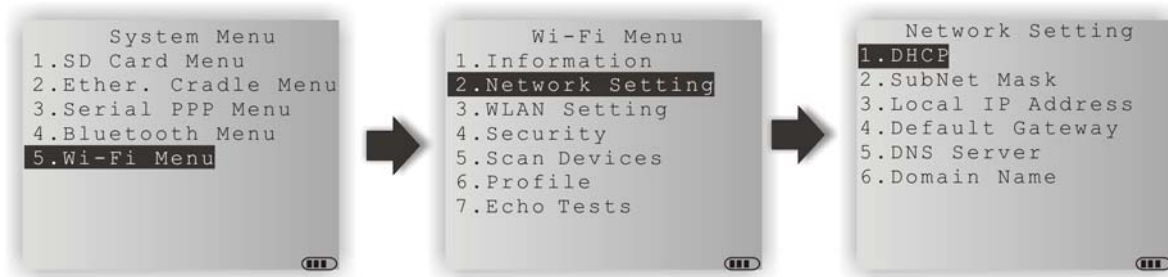 System Menu
1.SD Card Menu
2.Ether. Cradle Menu
3.Serial PPP Menu
4.Bluetooth Menu
5.Wi-Fi Menu
Wi-Fi Menu
1.Information
2.Network Setting
3.WLAN Setting
4.Security
5.Scan Devices
6.Profile
7.Echo Tests
Network Setting
1.DHCP
2.SubNet Mask
3.Local IP Address
4.Default Gateway
5.DNS Server
6.Domain Name